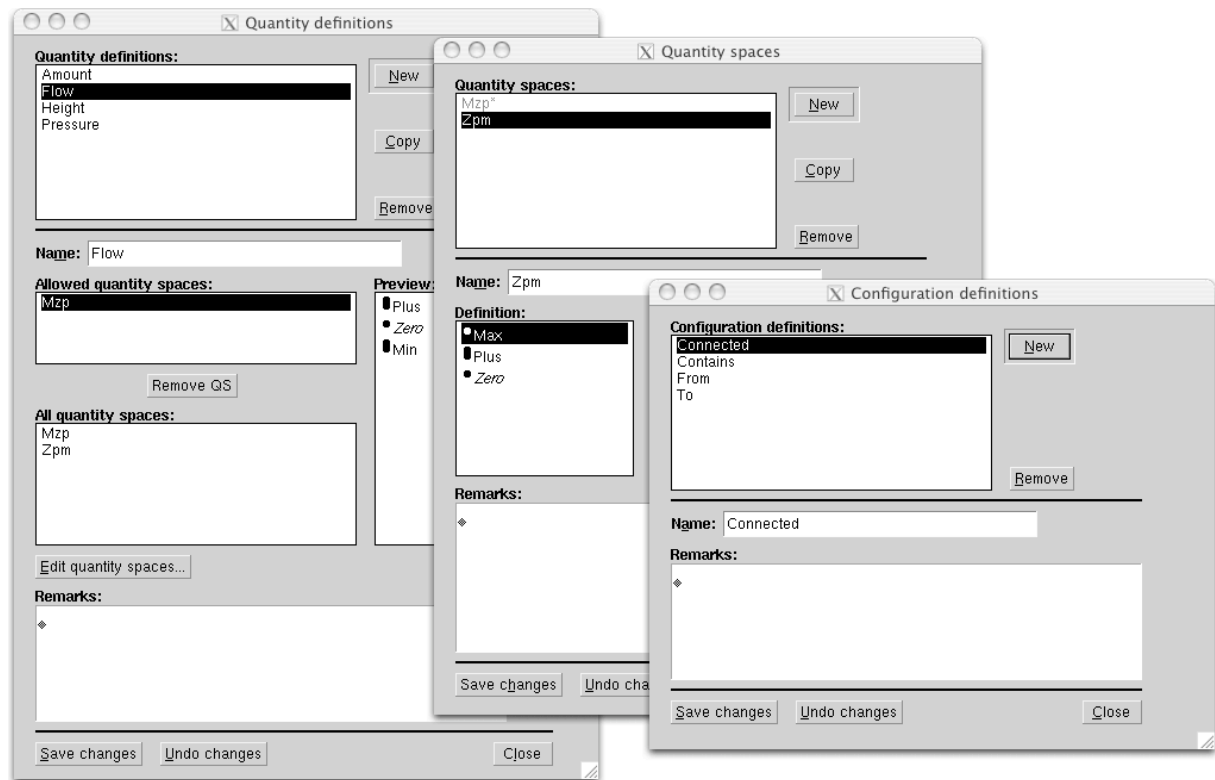 Quantity definitions
Quantity definitions:
Amount
Flow
Height
Pressure
New
Copy
Remove
Name: Flow
Allowed quantity spaces:
Mzp
Remove QS
Preview:
Plus
Zero
Min
All quantity spaces:
Mzp
Zpm
Edit quantity spaces...
Remarks:
Save changes
Undo changes
Close
Quantity spaces
Quantity spaces:
Mzp*
Zpm
New
Copy
Remove
Name: Zpm
Definition:
Max
Plus
Zero
Remarks:
Save changes
Undo cha
Configuration definitions
Configuration definitions:
Connected
Contains
From
To
New
Remove
Name: Connected
Remarks:
Save changes
Undo changes
Close